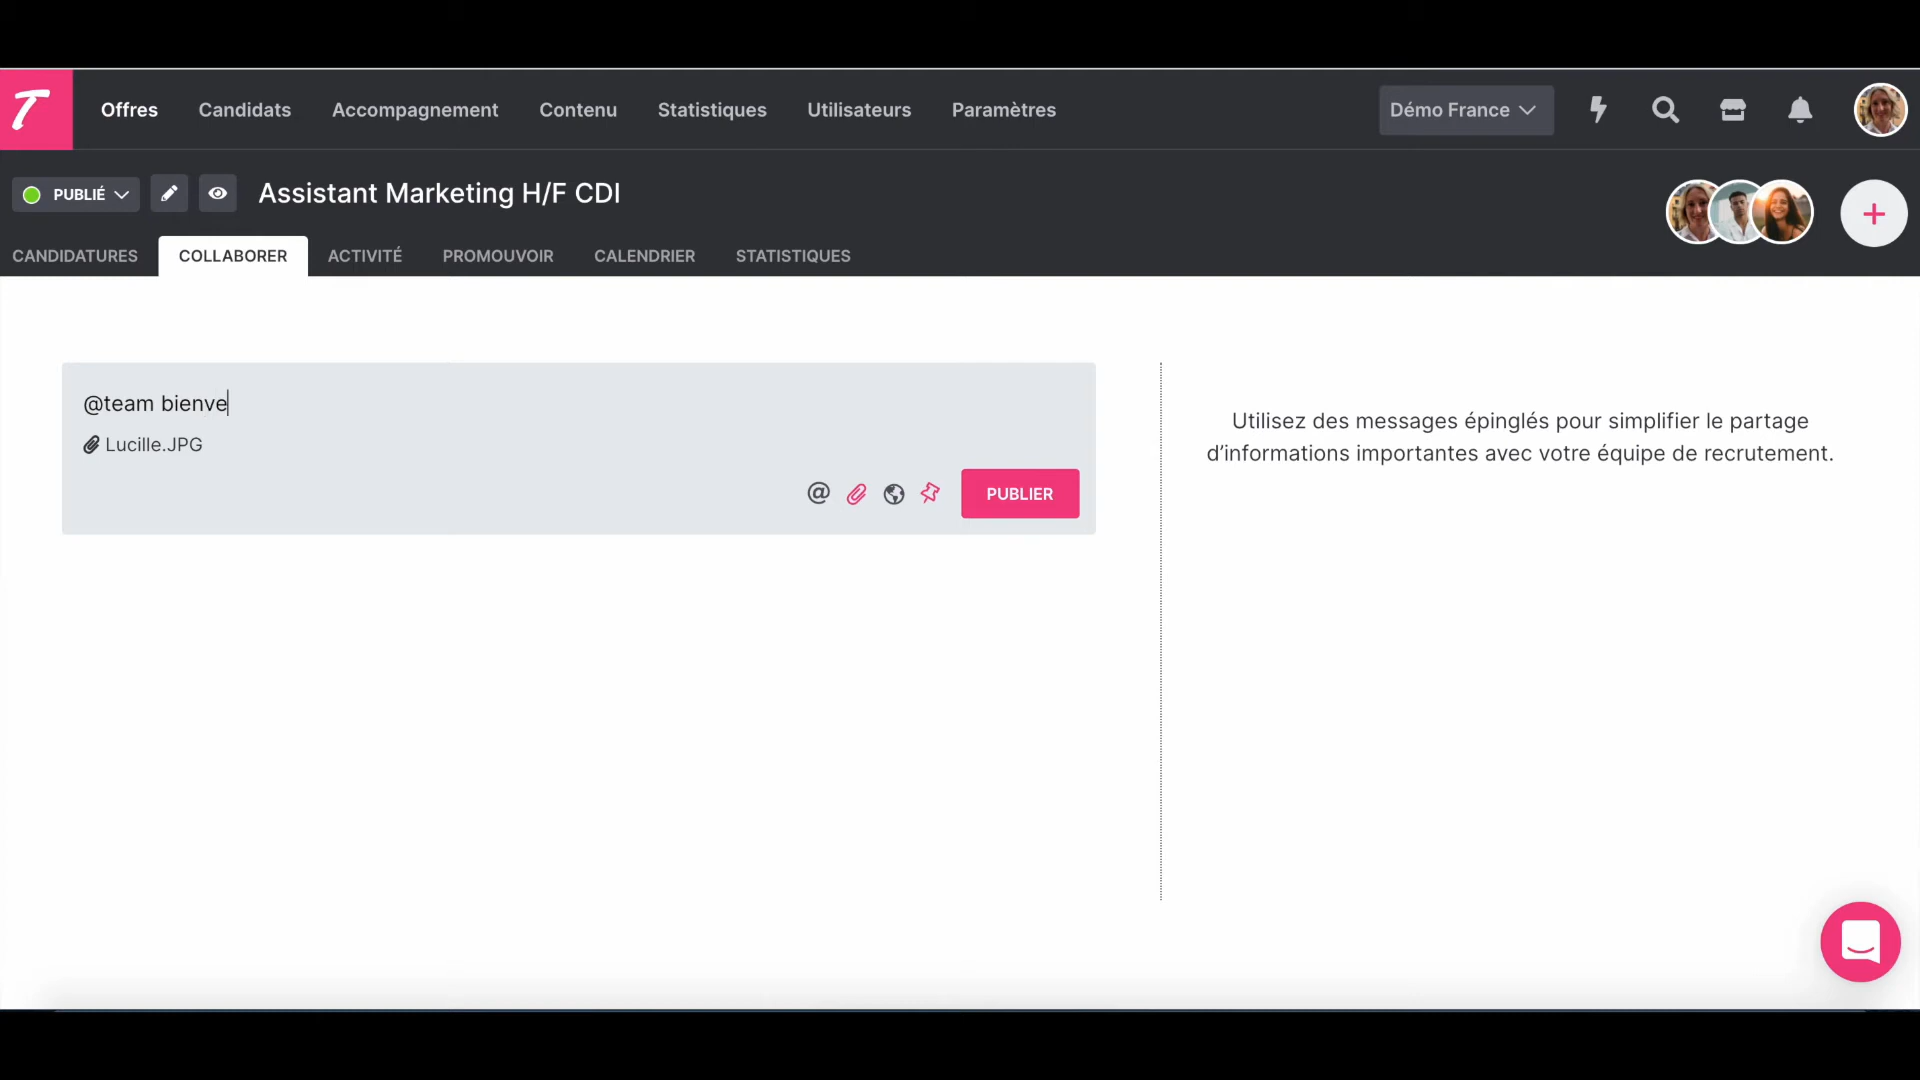 T
Offres Candidats Accompagnement Contenu Statistiques Utilisateurs Paramètres Démo France
PUBLIÉ Assistant Marketing H/F CDI
CANDIDATURES COLLABORER ACTIVITÉ PROMOUVOIR CALENDRIER STATISTIQUES
@team bienve
Lucille.JPG
@ PUBLIER
Utilisez des messages épinglés pour simplifier le partage
d’informations importantes avec votre équipe de recrutement.